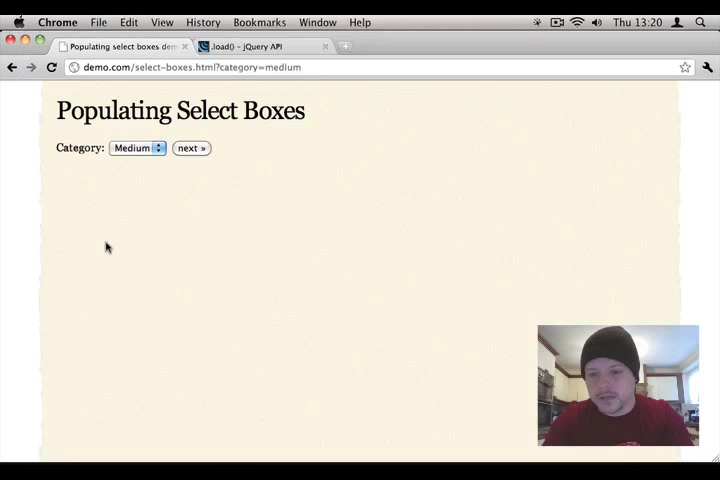 Chrome File Edit View History Bookmarks Window Help Thu 13:20
Populating select boxes dem
.load() – jQuery API
demo.com/select-boxes.html?category=medium
Populating Select Boxes
Category: Medium next »